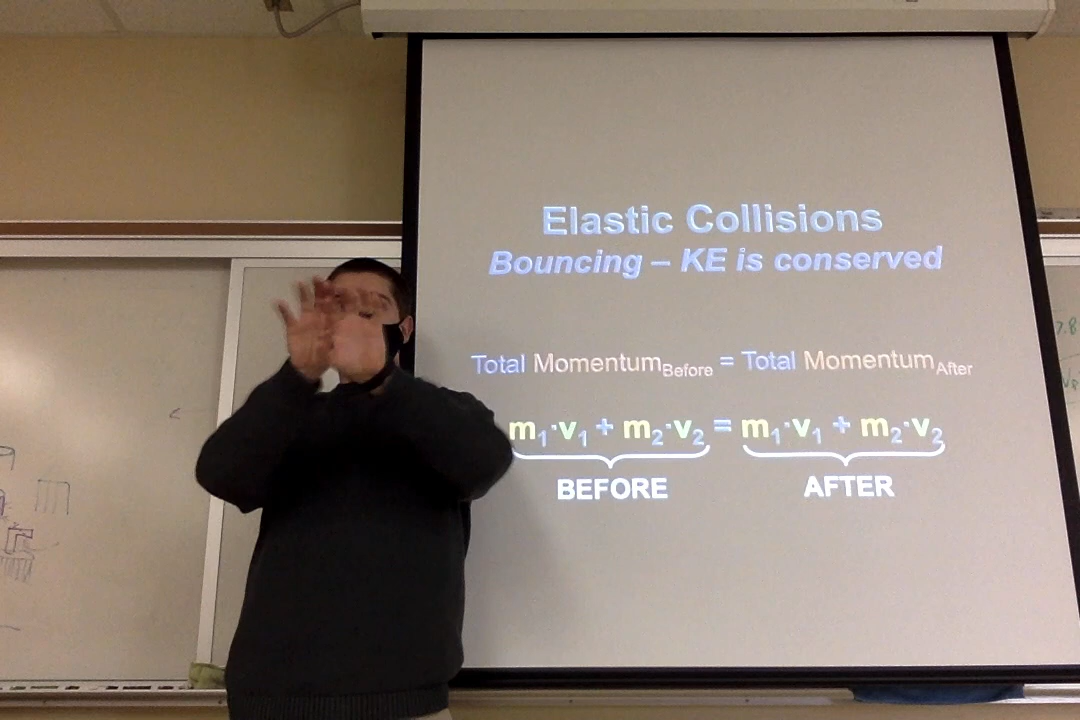 Elastic Collisions
Bouncing – KE is conserved
Total Momentum_Before = Total Momentum_After
m₁·v₁ + m₂·v₂ = m₁·v₁ + m₂·v₂
BEFORE AFTER